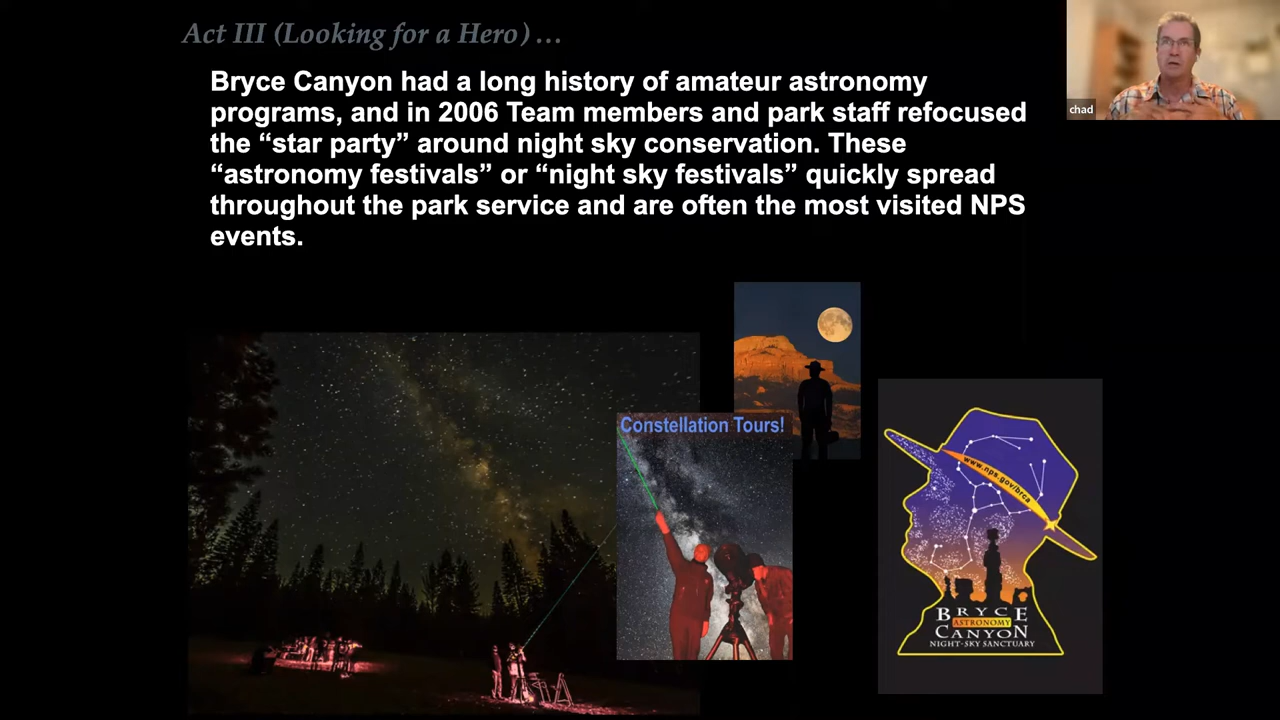 Act III (Looking for a Hero) …
Bryce Canyon had a long history of amateur astronomy
programs, and in 2006 Team members and park staff refocused
the “star party” around night sky conservation. These
“astronomy festivals” or “night sky festivals” quickly spread
throughout the park service and are often the most visited NPS
events.
chad
Constellation Tours!
www.nps.gov/brca
BRYCE
ASTRONOMY
CANYON
NIGHT-SKY SANCTUARY